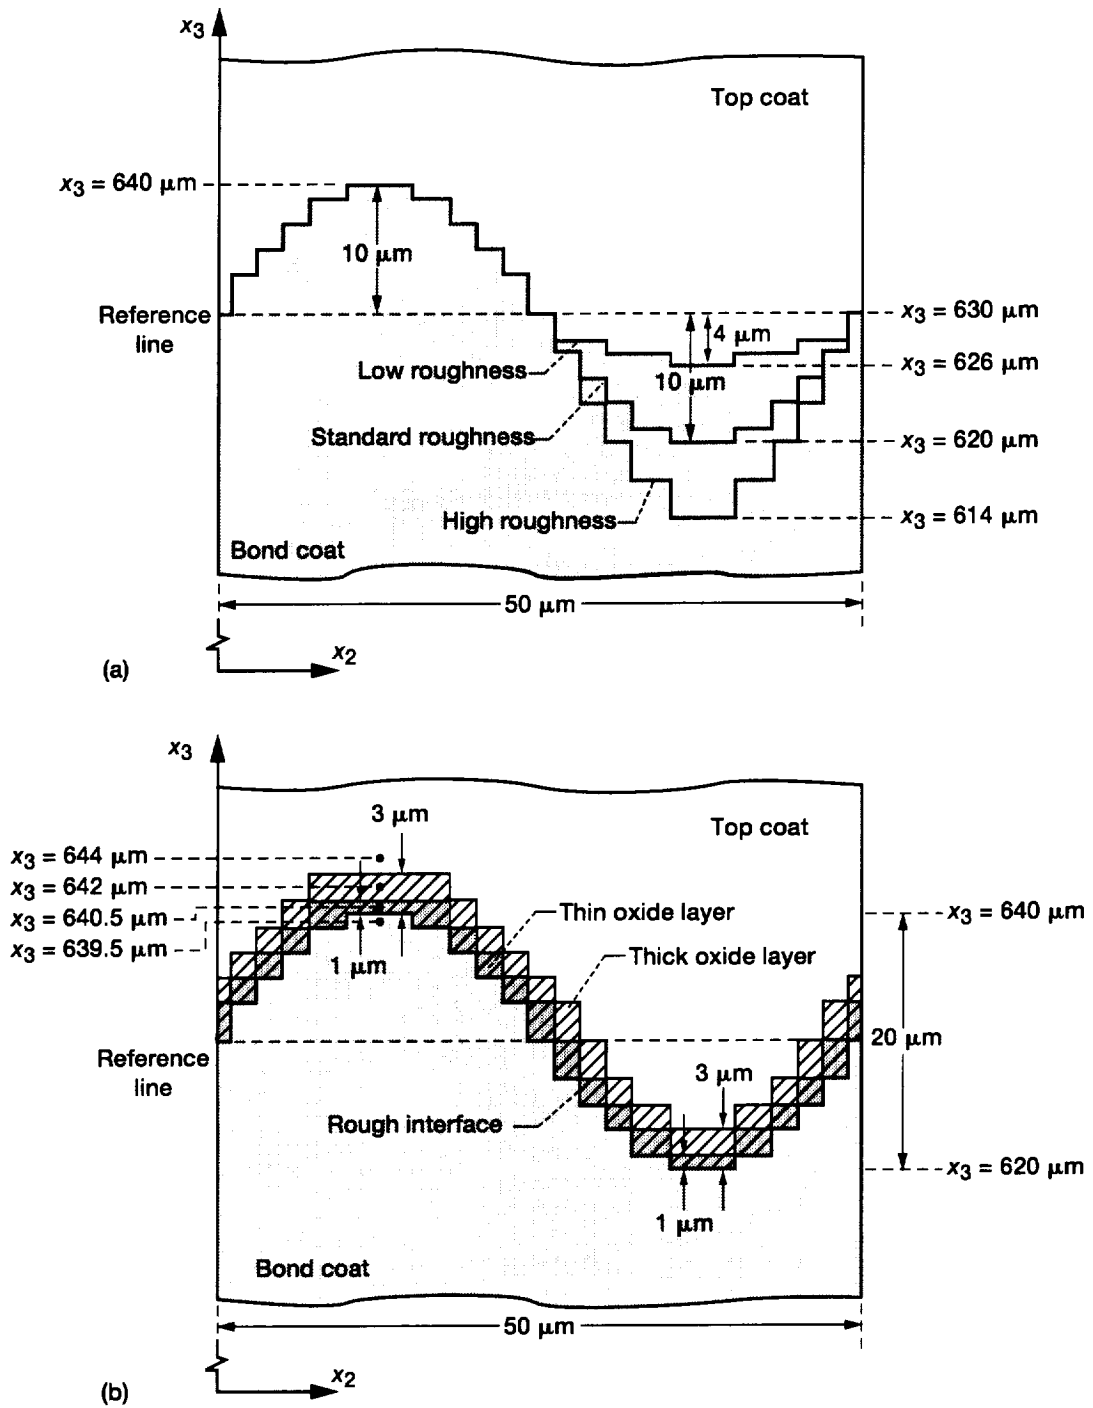 x3
Top coat
x3 = 640 μm
10 μm
Reference
line
x3 = 630 μm
4 μm
x3 = 626 μm
Low roughness
10 μm
Standard roughness
x3 = 620 μm
High roughness
x3 = 614 μm
Bond coat
50 μm
x2
(a)
x3
3 μm
Top coat
x3 = 644 μm
x3 = 642 μm
x3 = 640.5 μm
x3 = 639.5 μm
x3 = 640 μm
Thin oxide layer
Thick oxide layer
1 μm
20 μm
Reference
line
3 μm
Rough interface
x3 = 620 μm
1 μm
Bond coat
50 μm
x2
(b)